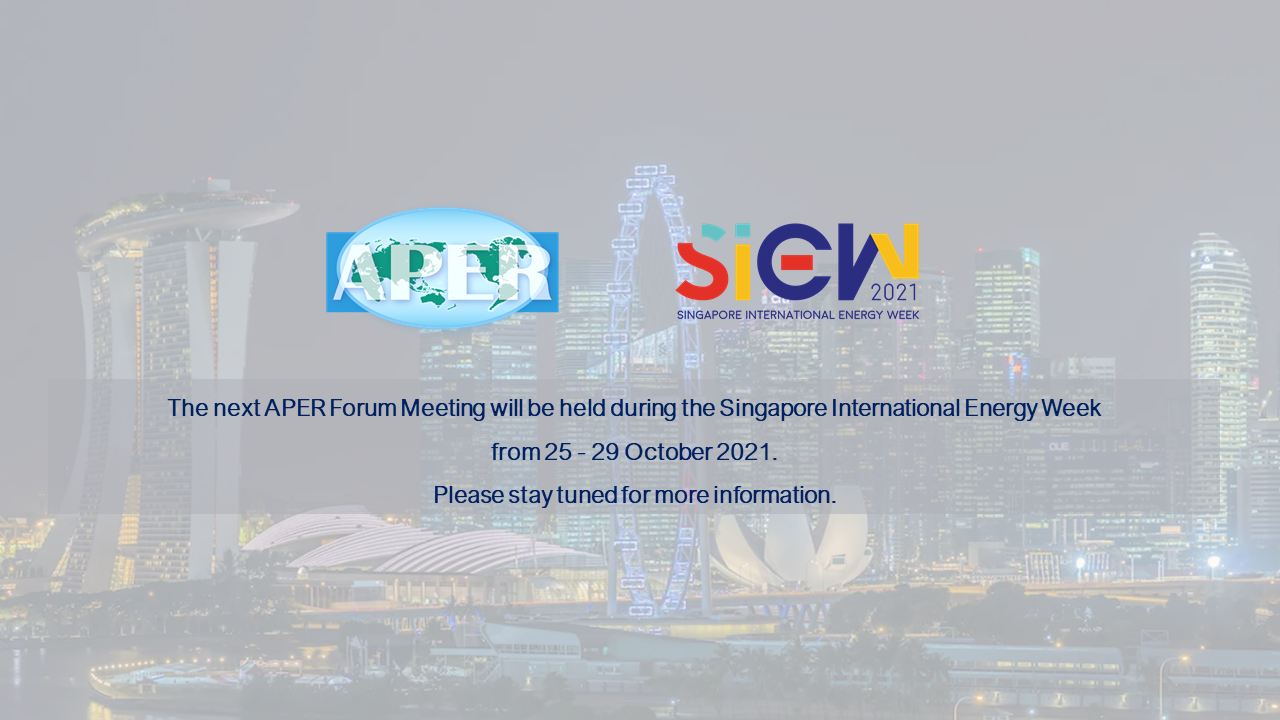 APER
SiEW
2021
SINGAPORE INTERNATIONAL ENERGY WEEK
The next APER Forum Meeting will be held during the Singapore International Energy Week
from 25 - 29 October 2021.
Please stay tuned for more information.